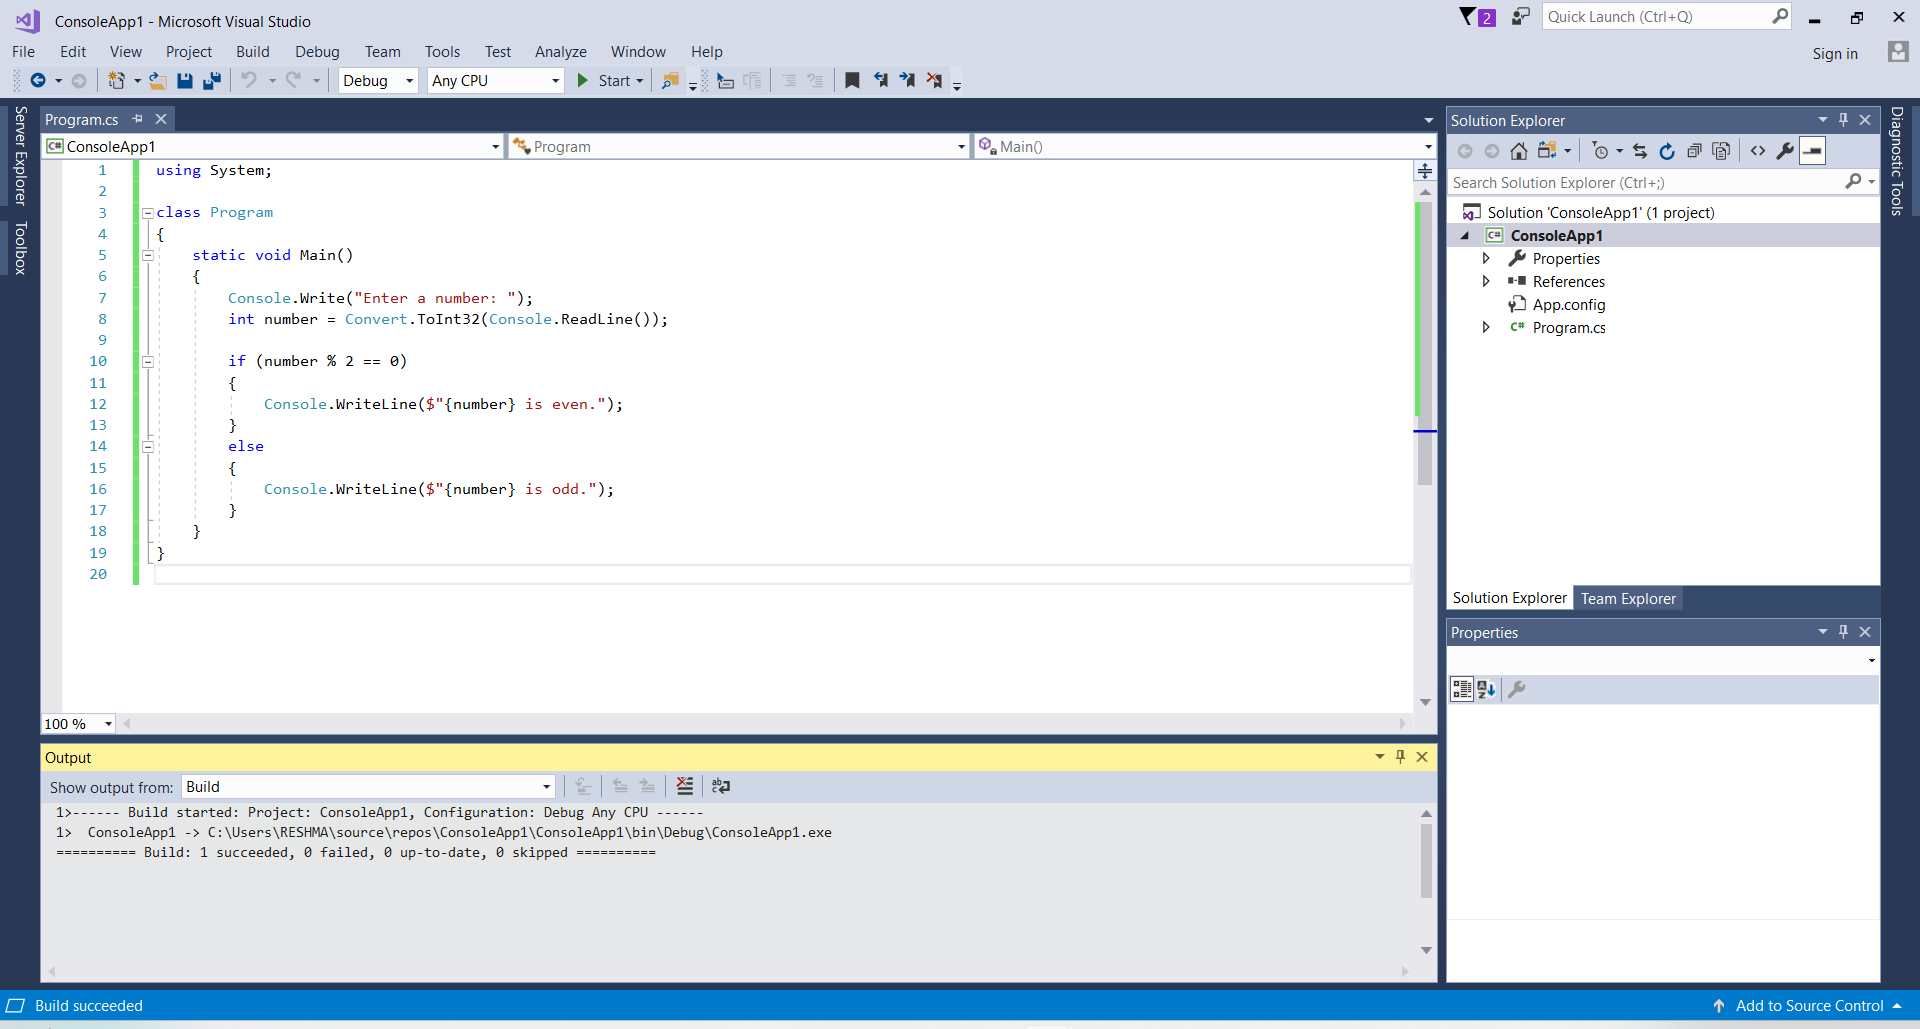 ConsoleApp1 - Microsoft Visual Studio
2
Quick Launch (Ctrl+Q)
File Edit View Project Build Debug Team Tools Test Analyze Window Help
Sign in
Debug Any CPU Start
Server Explorer
Toolbox
Program.cs
ConsoleApp1 Program Main()
1 using System;
2
3 class Program
4 {
5 static void Main()
6 {
7 Console.Write("Enter a number: ");
8 int number = Convert.ToInt32(Console.ReadLine());
9
10 if (number % 2 == 0)
11 {
12 Console.WriteLine($"{number} is even.");
13 }
14 else
15 {
16 Console.WriteLine($"{number} is odd.");
17 }
18 }
19 }
20
100 %
Output
Show output from: Build
1>------ Build started: Project: ConsoleApp1, Configuration: Debug Any CPU ------
1>  ConsoleApp1 -> C:\Users\RESHMA\source\repos\ConsoleApp1\ConsoleApp1\bin\Debug\ConsoleApp1.exe
========== Build: 1 succeeded, 0 failed, 0 up-to-date, 0 skipped ==========
Solution Explorer
Search Solution Explorer (Ctrl+;)
Solution 'ConsoleApp1' (1 project)
C# ConsoleApp1
Properties
References
App.config
C# Program.cs
Solution Explorer Team Explorer
Properties
Diagnostic Tools
Build succeeded
Add to Source Control